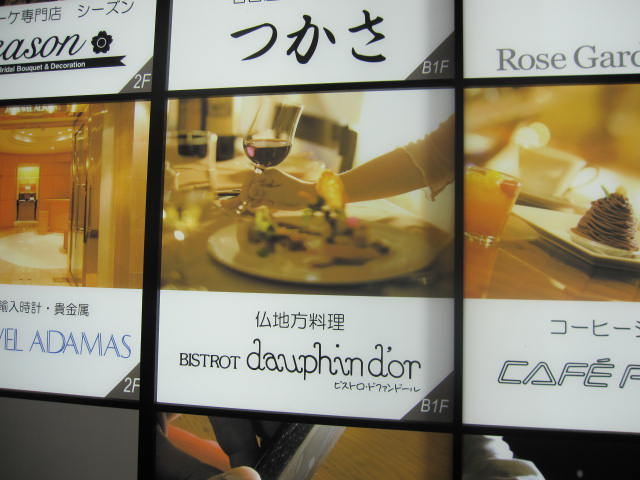 ーケ専門店 シーズン
eason
Bridal Bouquet & Decoration
2F
つかさ
B1F
Rose Gard
輸入時計・貴金属
VEL ADAMAS
2F
仏地方料理
BISTROT dauphin d'or
ビストロ・ドファンドール
B1F
コーヒーシ
CAFÉ